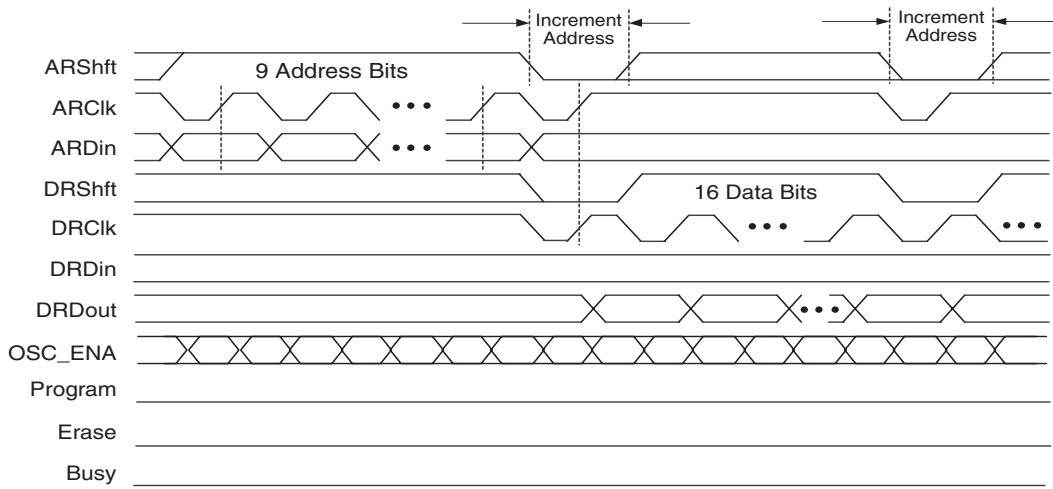 Increment
Address
Increment
Address
ARShft
9 Address Bits
ARClk
ARDin
DRShft
16 Data Bits
DRClk
DRDin
DRDout
OSC_ENA
Program
Erase
Busy